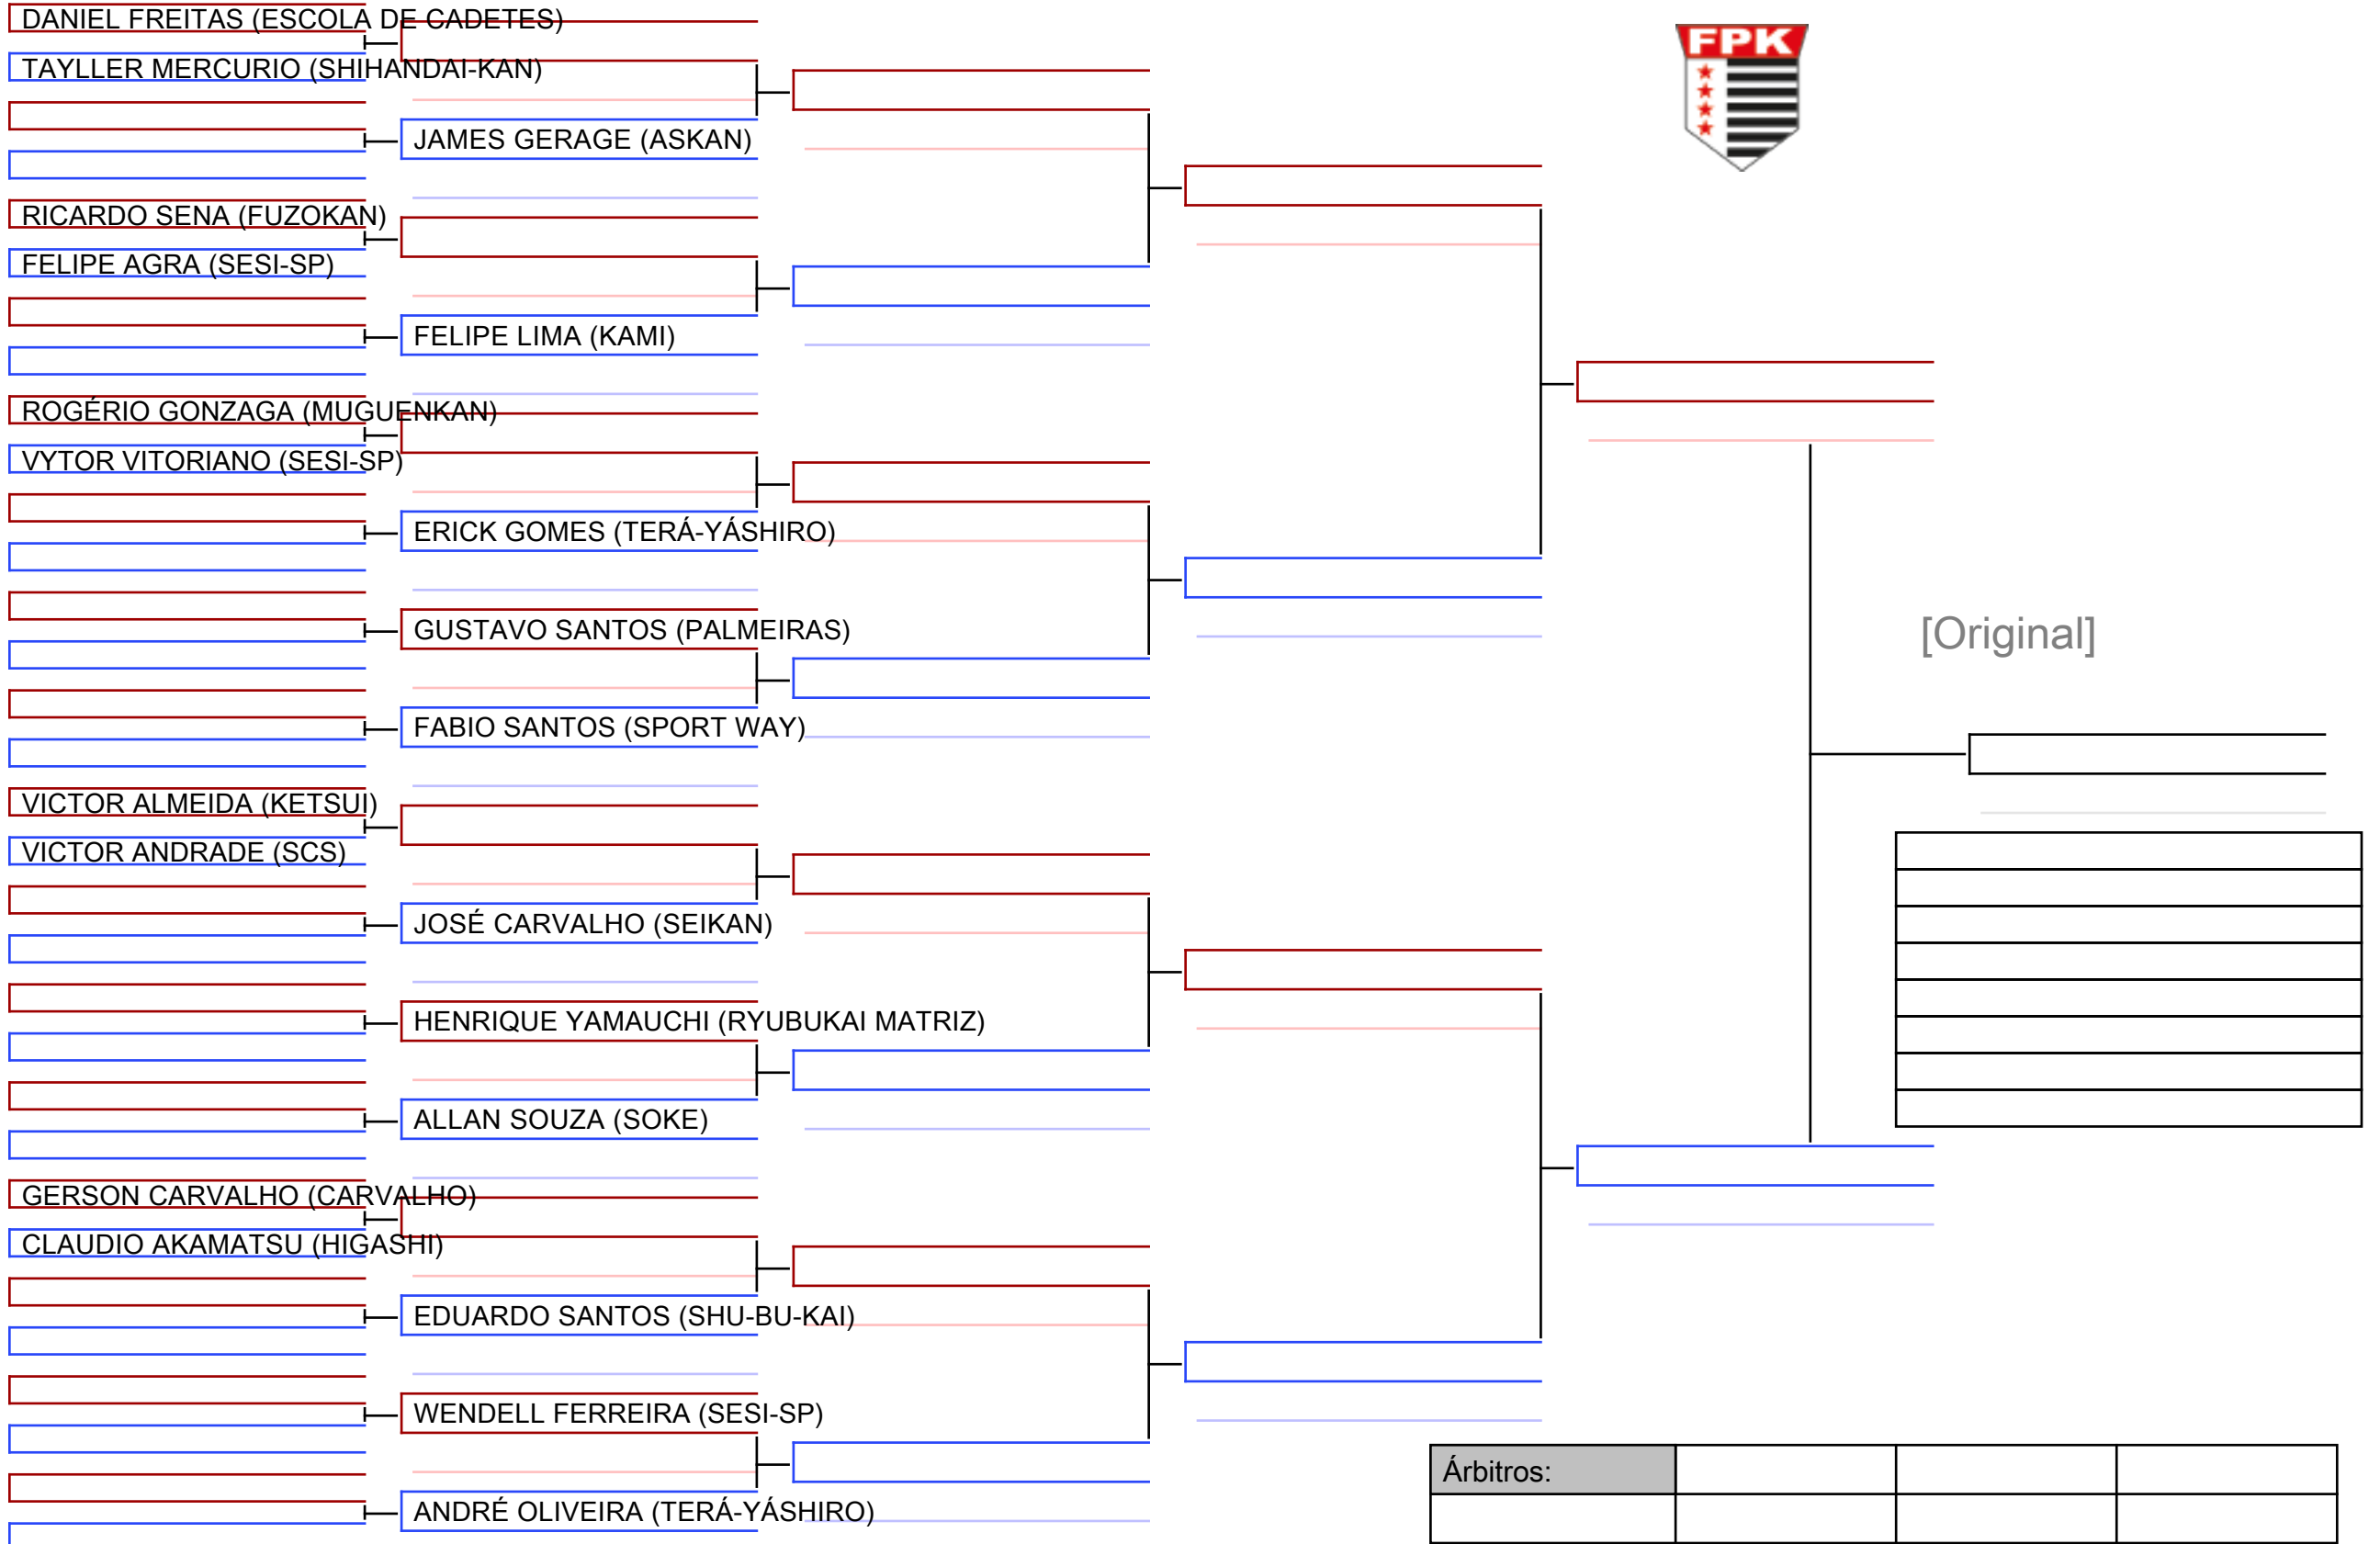 DANIEL FREITAS (ESCOLA DE CADETES)
TAYLLER MERCURIO (SHIHANDAI-KAN)
JAMES GERAGE (ASKAN)
RICARDO SENA (FUZOKAN)
FELIPE AGRA (SESI-SP)
FELIPE LIMA (KAMI)
ROGÉRIO GONZAGA (MUGUENKAN)
VYTOR VITORIANO (SESI-SP)
ERICK GOMES (TERÁ-YÁSHIRO)
GUSTAVO SANTOS (PALMEIRAS)
FABIO SANTOS (SPORT WAY)
VICTOR ALMEIDA (KETSUI)
VICTOR ANDRADE (SCS)
JOSÉ CARVALHO (SEIKAN)
HENRIQUE YAMAUCHI (RYUBUKAI MATRIZ)
ALLAN SOUZA (SOKE)
GERSON CARVALHO (CARVALHO)
CLAUDIO AKAMATSU (HIGASHI)
EDUARDO SANTOS (SHU-BU-KAI)
WENDELL FERREIRA (SESI-SP)
ANDRÉ OLIVEIRA (TERÁ-YÁSHIRO)
FPK
[Original]
Árbitros: